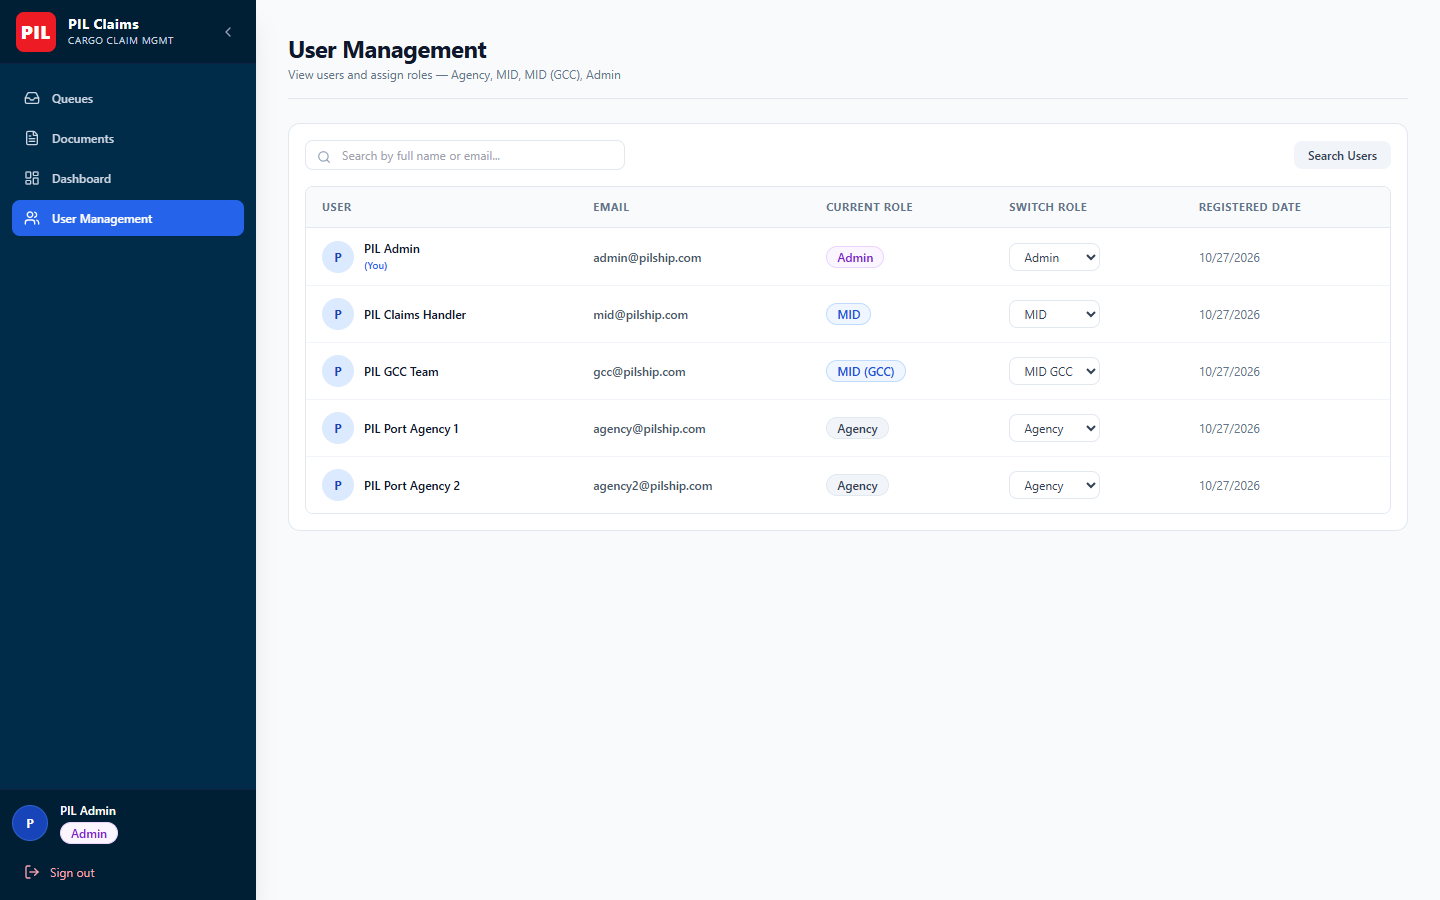 PIL
PIL Claims
CARGO CLAIM MGMT
Queues
Documents
Dashboard
User Management
P
PIL Admin
Admin
Sign out
User Management
View users and assign roles — Agency, MID, MID (GCC), Admin
Search by full name or email...
Search Users
USER EMAIL CURRENT ROLE SWITCH ROLE REGISTERED DATE
P PIL Admin (You) admin@pilship.com Admin Admin 10/27/2026
P PIL Claims Handler mid@pilship.com MID MID 10/27/2026
P PIL GCC Team gcc@pilship.com MID (GCC) MID GCC 10/27/2026
P PIL Port Agency 1 agency@pilship.com Agency Agency 10/27/2026
P PIL Port Agency 2 agency2@pilship.com Agency Agency 10/27/2026